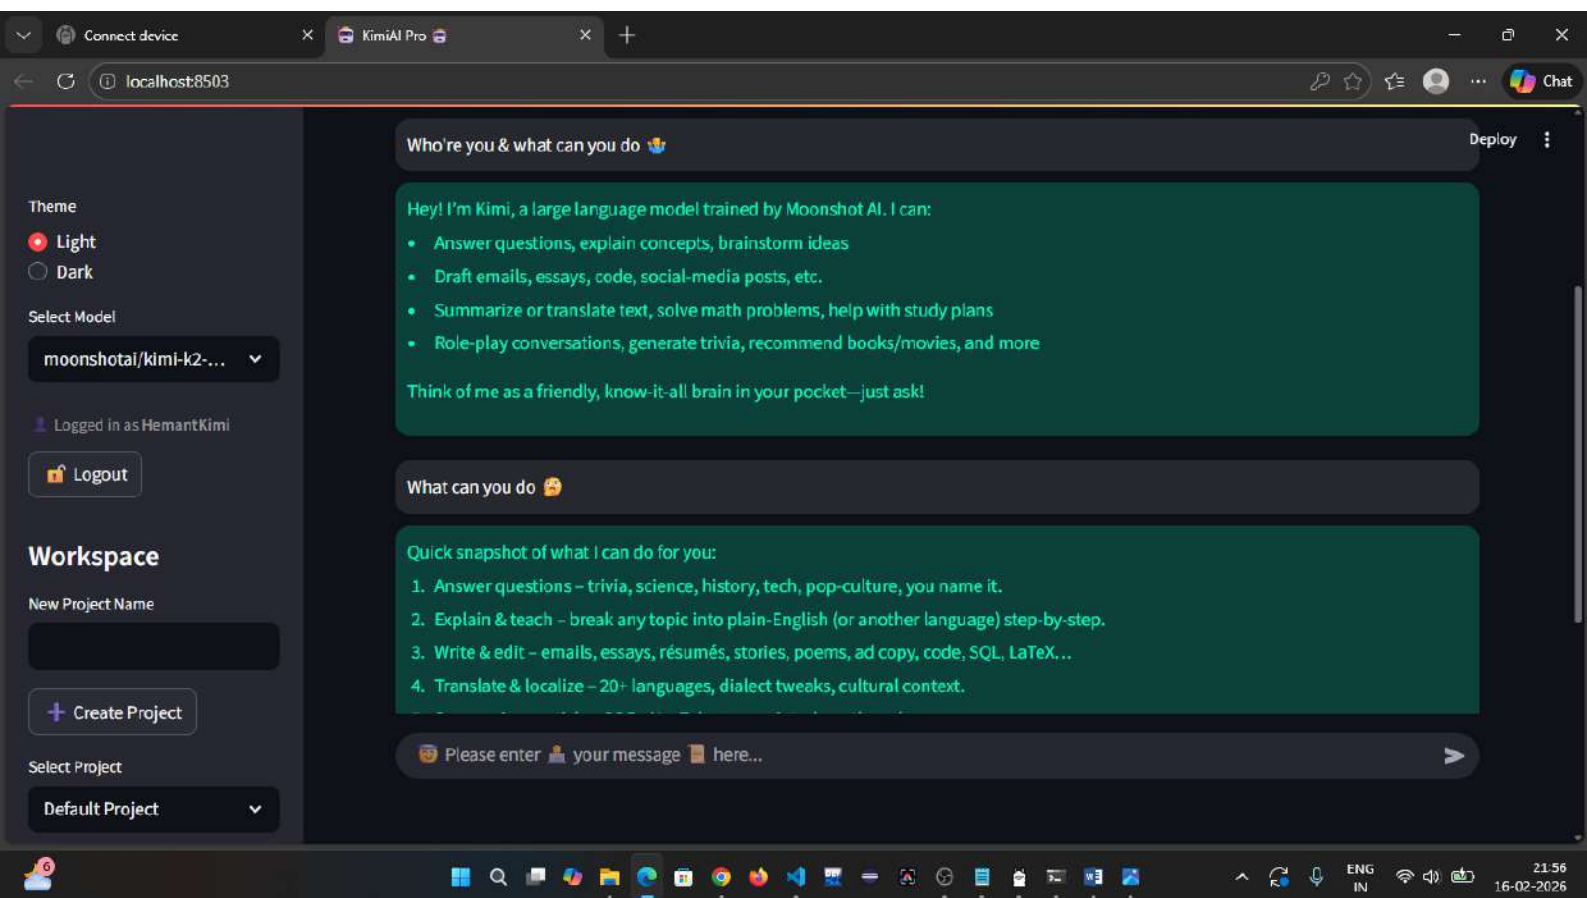 Connect device
KimiAI Pro
localhost:8503
Chat
Deploy
Theme
Light
Dark
Select Model
moonshotai/kimi-k2-...
Logged in as HemantKimi
Logout
Workspace
New Project Name
Create Project
Select Project
Default Project
Who're you & what can you do 🤷
Hey! I'm Kimi, a large language model trained by Moonshot AI. I can:
• Answer questions, explain concepts, brainstorm ideas
• Draft emails, essays, code, social-media posts, etc.
• Summarize or translate text, solve math problems, help with study plans
• Role-play conversations, generate trivia, recommend books/movies, and more
Think of me as a friendly, know-it-all brain in your pocket—just ask!
What can you do 🤔
Quick snapshot of what I can do for you:
1. Answer questions – trivia, science, history, tech, pop-culture, you name it.
2. Explain & teach – break any topic into plain-English (or another language) step-by-step.
3. Write & edit – emails, essays, résumés, stories, poems, ad copy, code, SQL, LaTeX…
4. Translate & localize – 20+ languages, dialect tweaks, cultural context.
Please enter your message here...
6
ENG
IN
21:56
16-02-2026